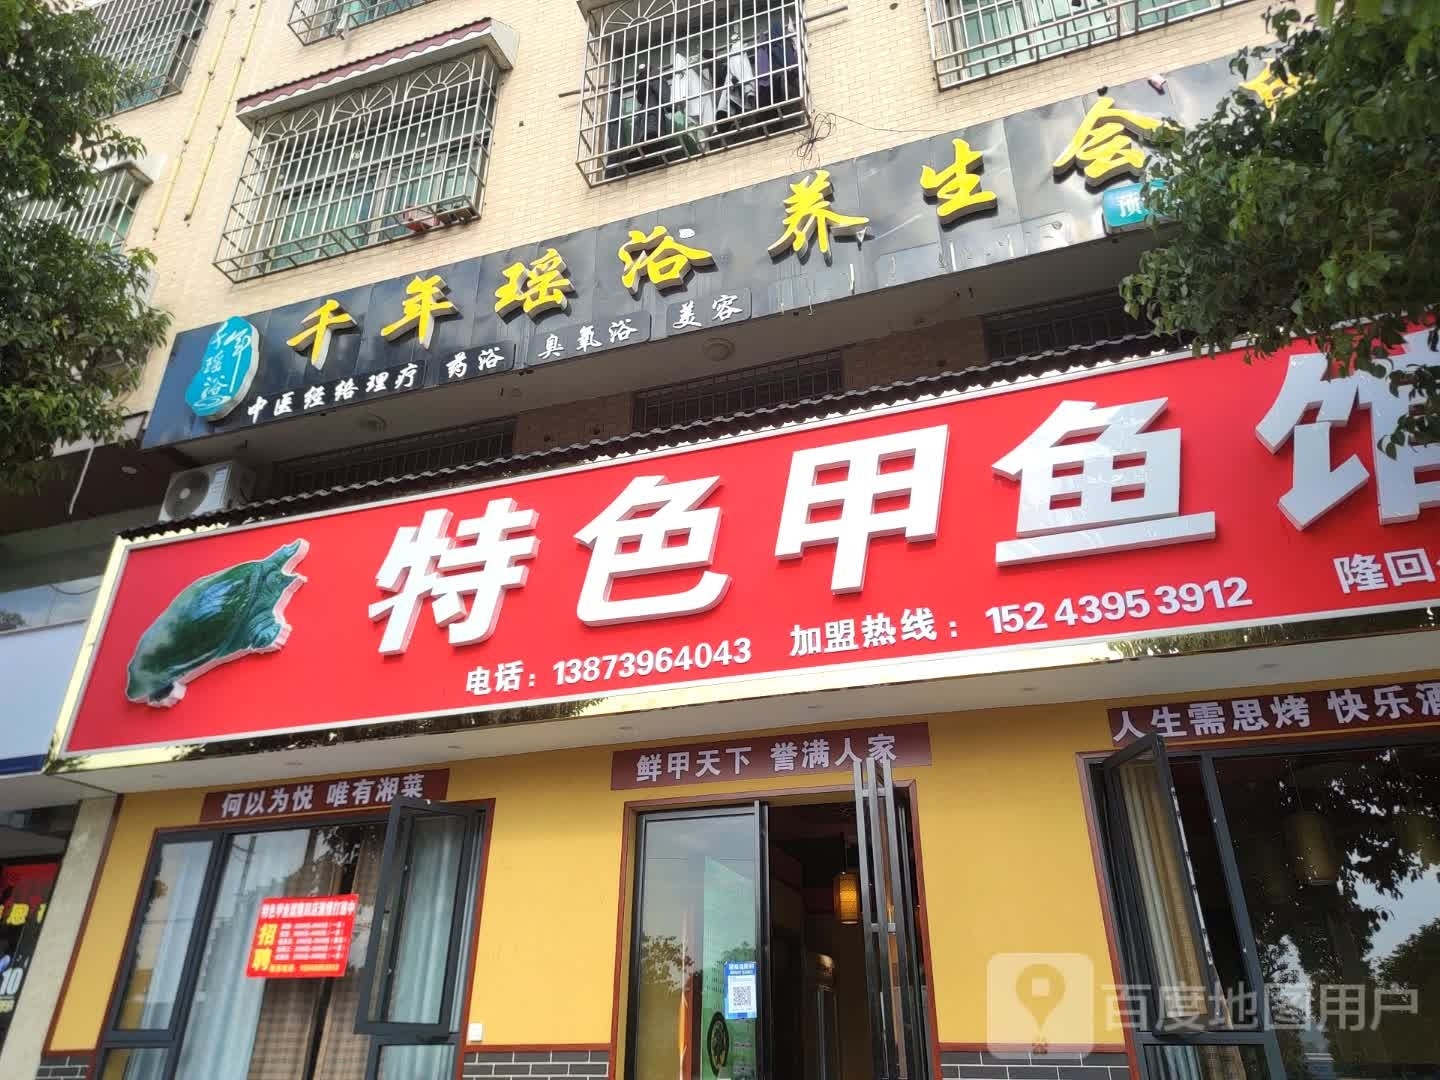 千年瑶浴养生会
预
千年瑶浴
中医经络理疗 药浴 臭氧浴 美容
特色甲鱼馆
电话：13873964043 加盟热线：15243953912 隆回
人生需思烤 快乐酒
鲜甲天下 誉满人家
何以为悦 唯有湘菜
招聘
百度地图用户